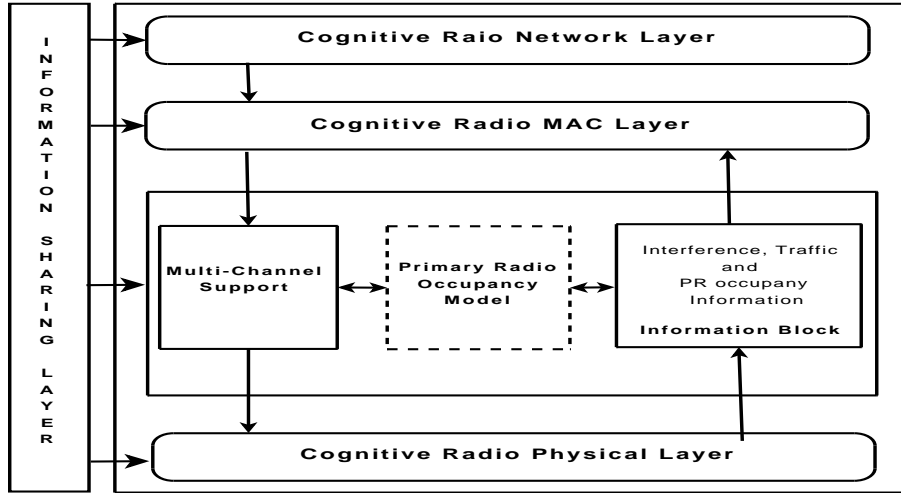 INFORMATION SHARING LAYER
Cognitive Raio Network Layer
Cognitive Radio MAC Layer
Multi-Channel
Support
Primary Radio
Occupancy
Model
Interference, Traffic
and
PR occupany
Information
Information Block
Cognitive Radio Physical Layer